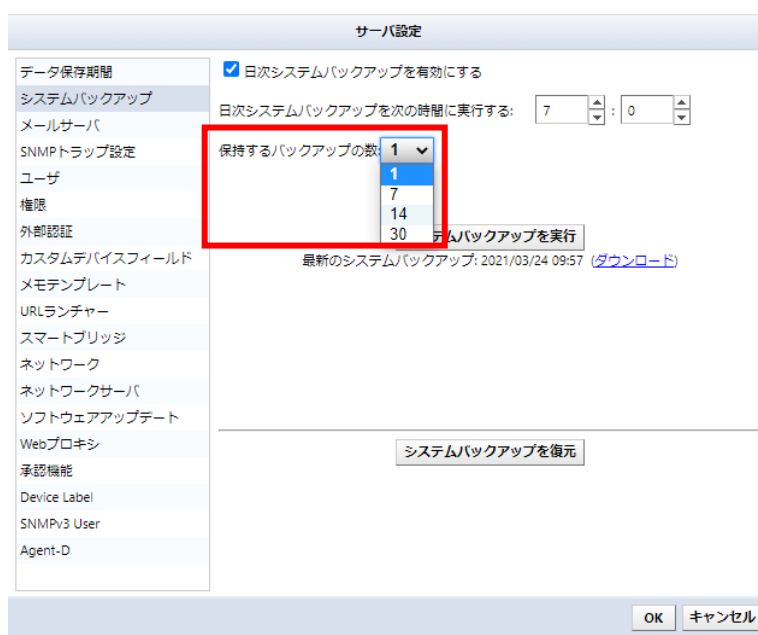 サーバ設定
データ保存期間
システムバックアップ
メールサーバ
SNMPトラップ設定
ユーザ
権限
外部認証
カスタムデバイスフィールド
メモテンプレート
URLランチャー
スマートブリッジ
ネットワーク
ネットワークサーバ
ソフトウェアアップデート
Webプロキシ
承認機能
Device Label
SNMPv3 User
Agent-D
日次システムバックアップを有効にする
日次システムバックアップを次の時間に実行する: 7 : 0
保持するバックアップの数: 1
1
7
14
30
テムバックアップを実行
最新のシステムバックアップ: 2021/03/24 09:57 (ダウンロード)
システムバックアップを復元
OK キャンセル